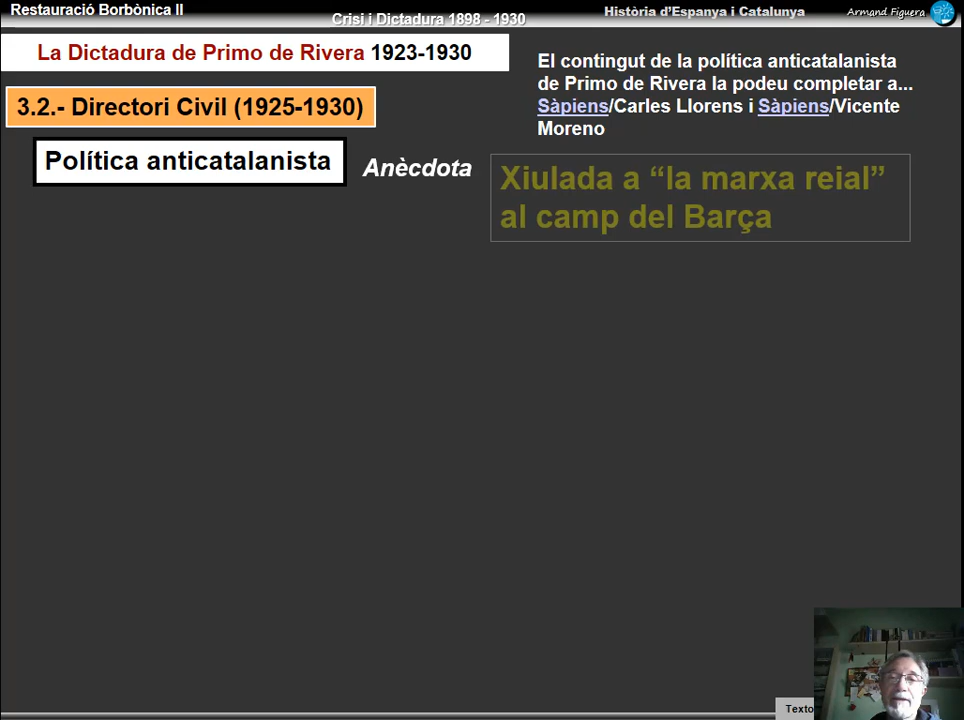 Restauració Borbònica II
Crisi i Dictadura 1898 - 1930
Història d’Espanya i Catalunya
Armand Figuera
La Dictadura de Primo de Rivera 1923-1930
3.2.- Directori Civil (1925-1930)
Política anticatalanista
Anècdota
El contingut de la política anticatalanista
de Primo de Rivera la podeu completar a...
Sàpiens/Carles Llorens i Sàpiens/Vicente
Moreno
Xiulada a “la marxa reial”
al camp del Barça
Texto